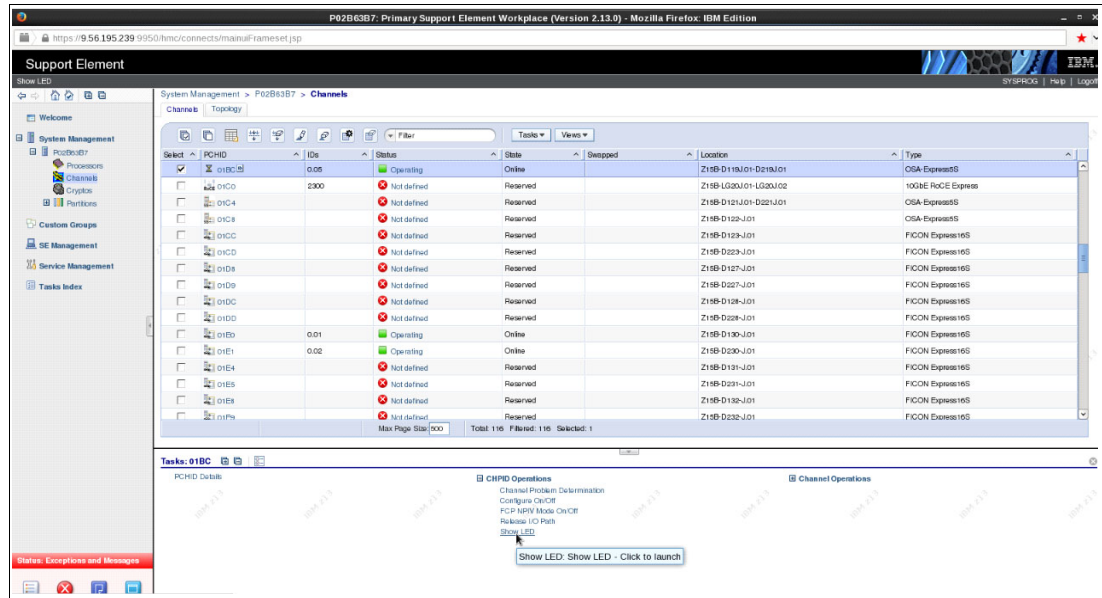 P02B63B7: Primary Support Element Workplace (Version 2.13.0) - Mozilla Firefox: IBM Edition
https://9.56.195.239:9950/hmc/connects/mainuiFrameset.jsp
Support Element
IBM.
Show LED
SYSPROG | Help | Logoff
System Management > P02B63B7 > Channels
Channels Topology
Welcome
System Management
P02B63B7
Processors
Channels
Cryptos
Partitions
Custom Groups
SE Management
Service Management
Tasks Index
Filter Tasks Views
Select PCHID IDs Status State Swapped Location Type
01BC 0.05 Operating Online Z15B-D119J.01-D219J.01 OSA-Express5S
01C0 2300 Not defined Reserved Z15B-LG20J.01-LG20J.02 10GbE RoCE Express
01C4 Not defined Reserved Z15B-D121J.01-D221J.01 OSA-Express5S
01C8 Not defined Reserved Z15B-D122-J.01 OSA-Express5S
01CC Not defined Reserved Z15B-D123-J.01 FICON Express16S
01CD Not defined Reserved Z15B-D223-J.01 FICON Express16S
01D8 Not defined Reserved Z15B-D127-J.01 FICON Express16S
01D9 Not defined Reserved Z15B-D227-J.01 FICON Express16S
01DC Not defined Reserved Z15B-D128-J.01 FICON Express16S
01DD Not defined Reserved Z15B-D228-J.01 FICON Express16S
01E0 0.01 Operating Online Z15B-D130-J.01 FICON Express16S
01E1 0.02 Operating Online Z15B-D230-J.01 FICON Express16S
01E4 Not defined Reserved Z15B-D131-J.01 FICON Express16S
01E5 Not defined Reserved Z15B-D231-J.01 FICON Express16S
01E8 Not defined Reserved Z15B-D132-J.01 FICON Express16S
01E9 Not defined Reserved Z15B-D232-J.01 FICON Express16S
Max Page Size: 500 Total: 116 Filtered: 116 Selected: 1
Tasks: 01BC
PCHID Details
CHPID Operations
Channel Problem Determination
Configure On/Off
FCP NPIV Mode On/Off
Release I/O Path
Show LED
Channel Operations
Show LED: Show LED - Click to launch
Status: Exceptions and Messages